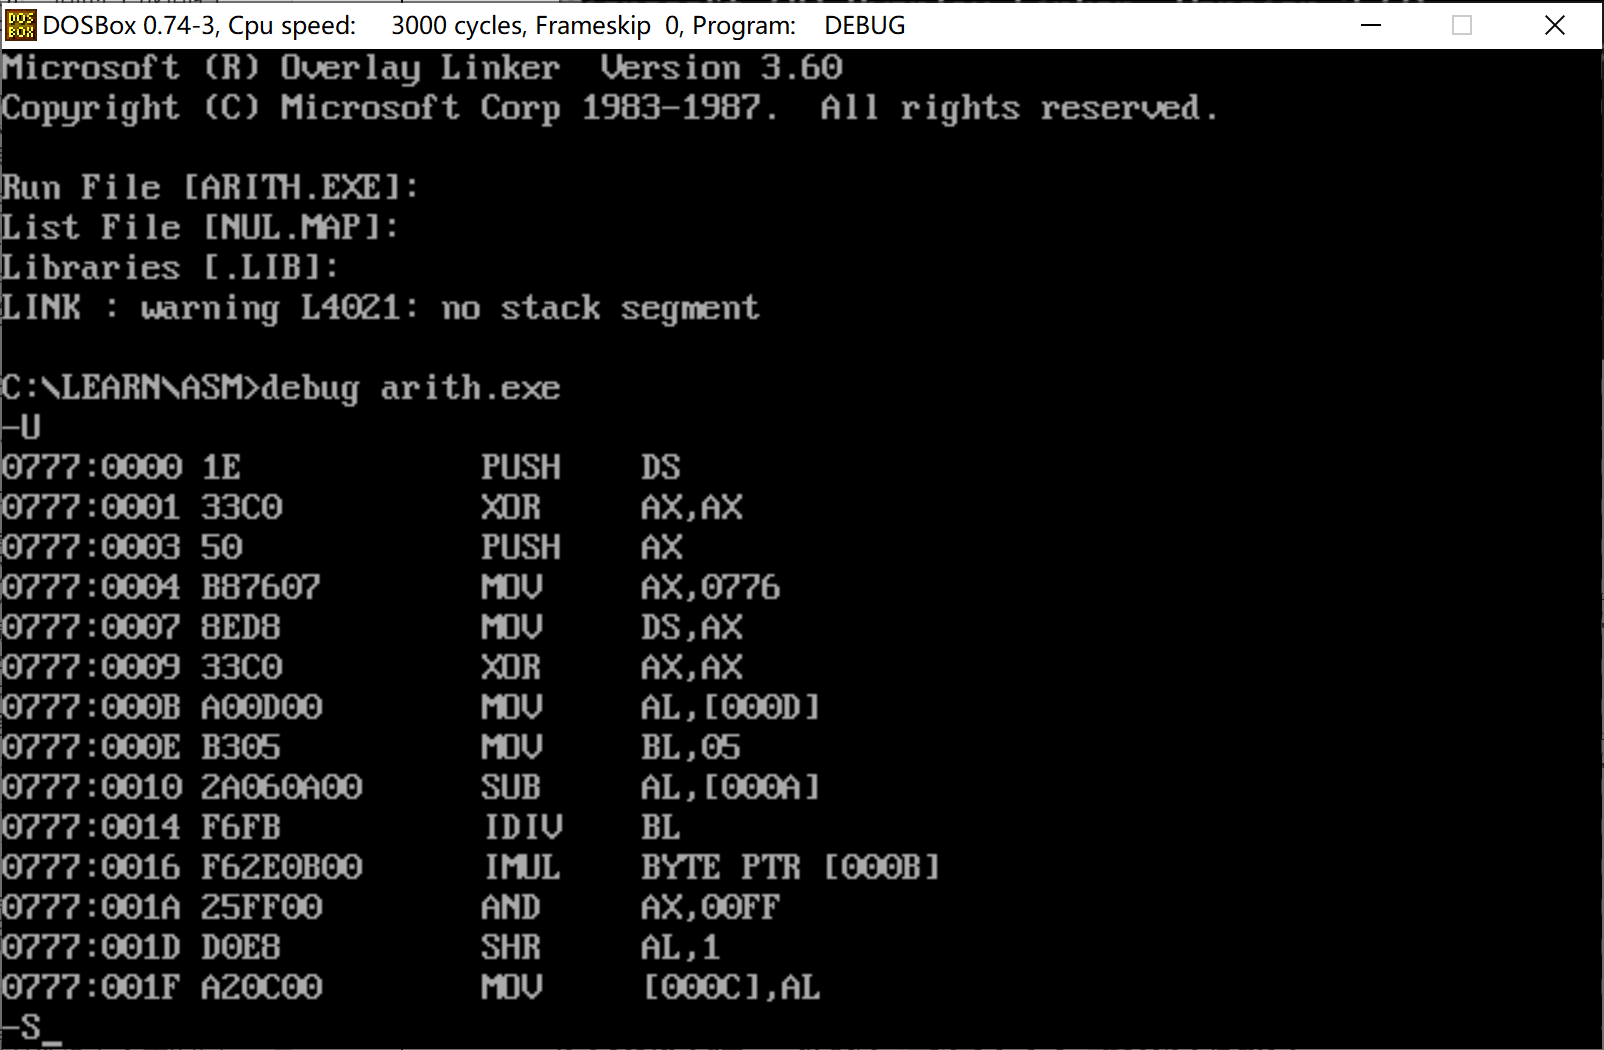 DOSBox 0.74-3, Cpu speed:    3000 cycles, Frameskip  0, Program:   DEBUG
Microsoft (R) Overlay Linker  Version 3.60
Copyright (C) Microsoft Corp 1983-1987.  All rights reserved.
Run File [ARITH.EXE]:
List File [NUL.MAP]:
Libraries [.LIB]:
LINK : warning L4021: no stack segment
C:\LEARN\ASM>debug arith.exe
-U
0777:0000 1E            PUSH    DS
0777:0001 33C0          XOR     AX,AX
0777:0003 50            PUSH    AX
0777:0004 B87607        MOV     AX,0776
0777:0007 8ED8          MOV     DS,AX
0777:0009 33C0          XOR     AX,AX
0777:000B A00D00        MOV     AL,[000D]
0777:000E B305          MOV     BL,05
0777:0010 2A060A00      SUB     AL,[000A]
0777:0014 F6FB          IDIV    BL
0777:0016 F62E0B00      IMUL    BYTE PTR [000B]
0777:001A 25FF00        AND     AX,00FF
0777:001D D0E8          SHR     AL,1
0777:001F A20C00        MOV     [000C],AL
-S_